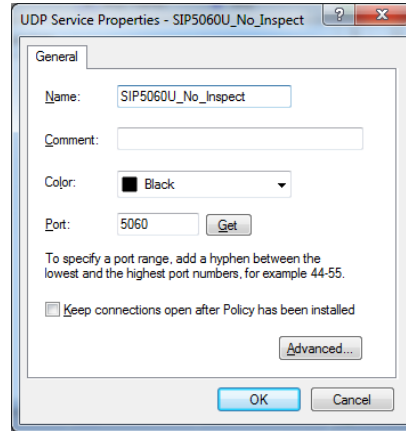 UDP Service Properties - SIP5060U_No_Inspect
General
Name: SIP5060U_No_Inspect
Comment:
Color: Black
Port: 5060 Get
To specify a port range, add a hyphen between the
lowest and the highest port numbers, for example 44-55.
Keep connections open after Policy has been installed
Advanced...
OK Cancel